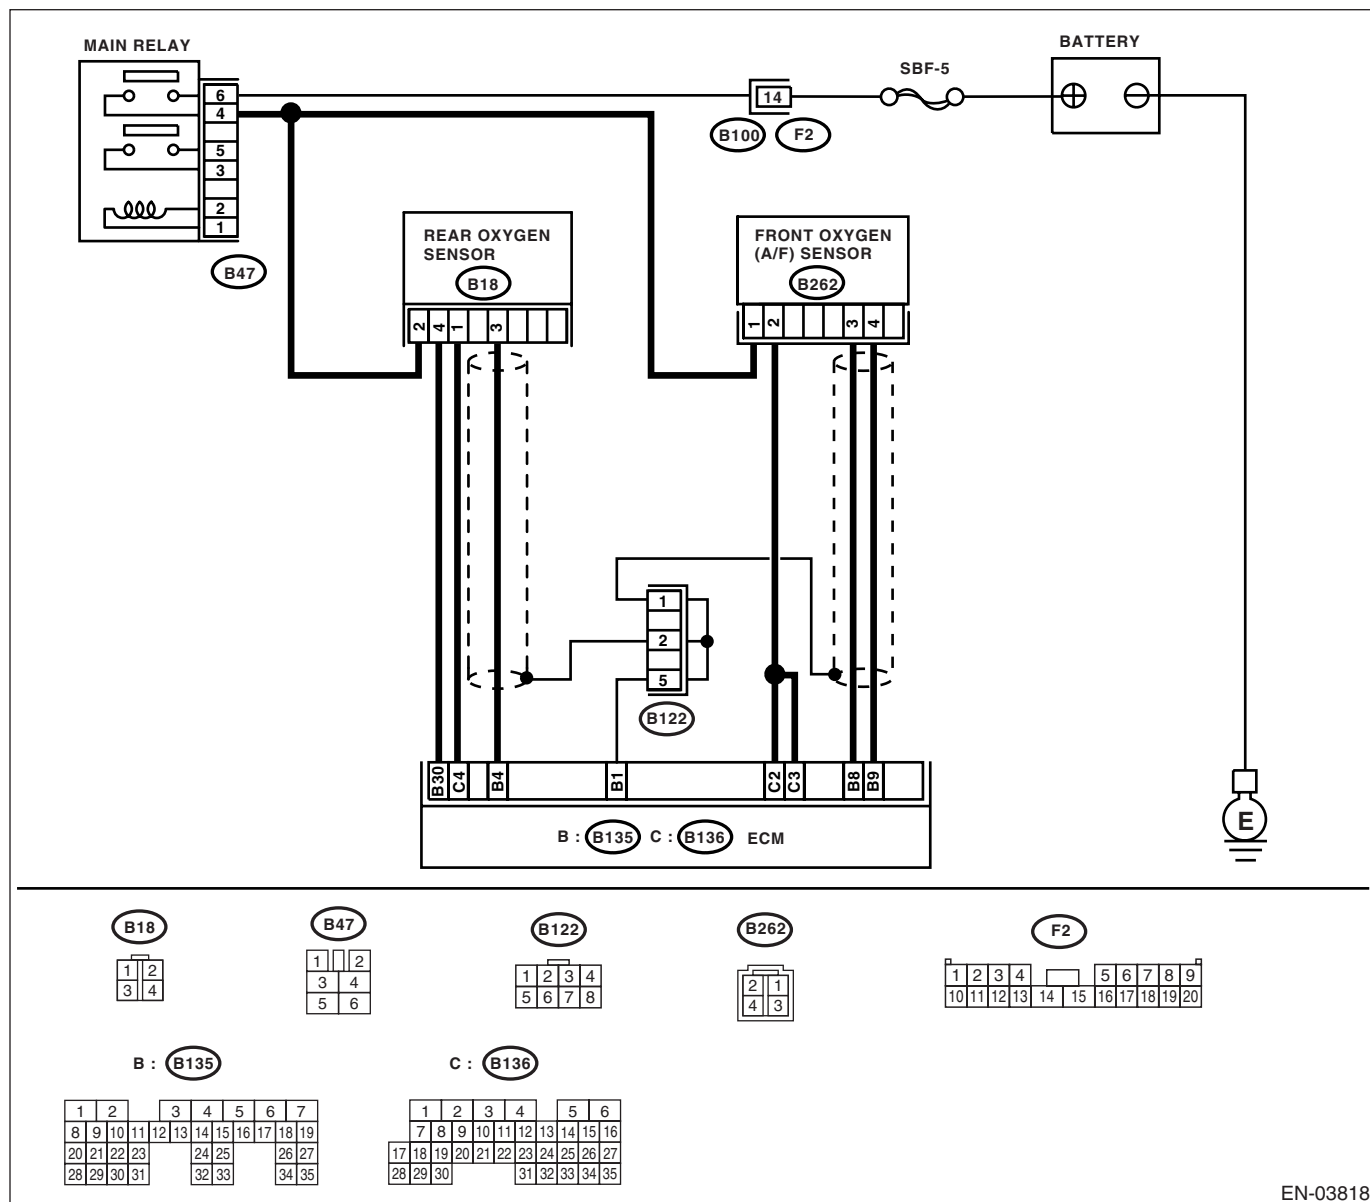 MAIN RELAY
BATTERY
SBF-5
6
4
5
3
2
1
14
B100 F2
B47
REAR OXYGEN
SENSOR
B18
2 4 1 3
FRONT OXYGEN
(A/F) SENSOR
B262
1 2 3 4
1
2
5
B122
B30 C4 B4 B1 C2 C3 B8 B9
B : B135 C : B136 ECM
E
B18
1 2
3 4
B47
1 2
3 4
5 6
B122
1 2 3 4
5 6 7 8
B262
2 1
4 3
F2
1 2 3 4 5 6 7 8 9
10 11 12 13 14 15 16 17 18 19 20
B : B135
1 2 3 4 5 6 7
8 9 10 11 12 13 14 15 16 17 18 19
20 21 22 23 24 25 26 27
28 29 30 31 32 33 34 35
C : B136
1 2 3 4 5 6
7 8 9 10 11 12 13 14 15 16
17 18 19 20 21 22 23 24 25 26 27
28 29 30 31 32 33 34 35
EN-03818